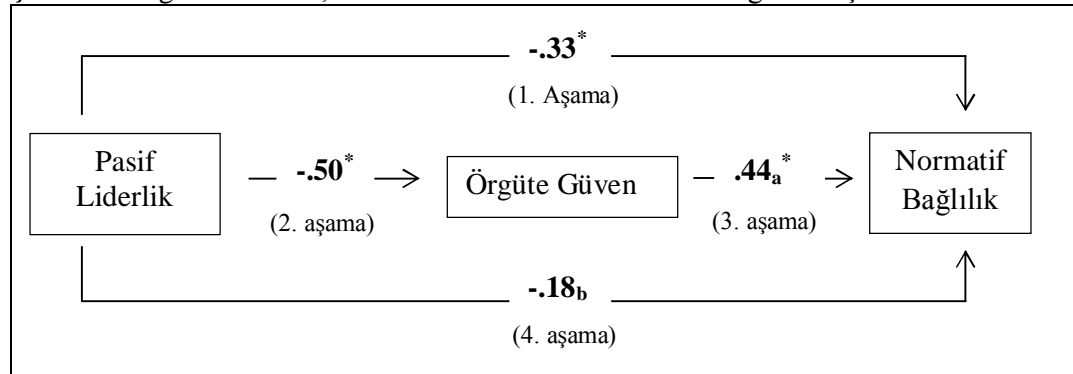 -.33*
(1. Aşama)
Pasif
Liderlik
-.50*
(2. aşama)
Örgüte Güven
.44a*
(3. aşama)
Normatif
Bağlılık
-.18b
(4. aşama)